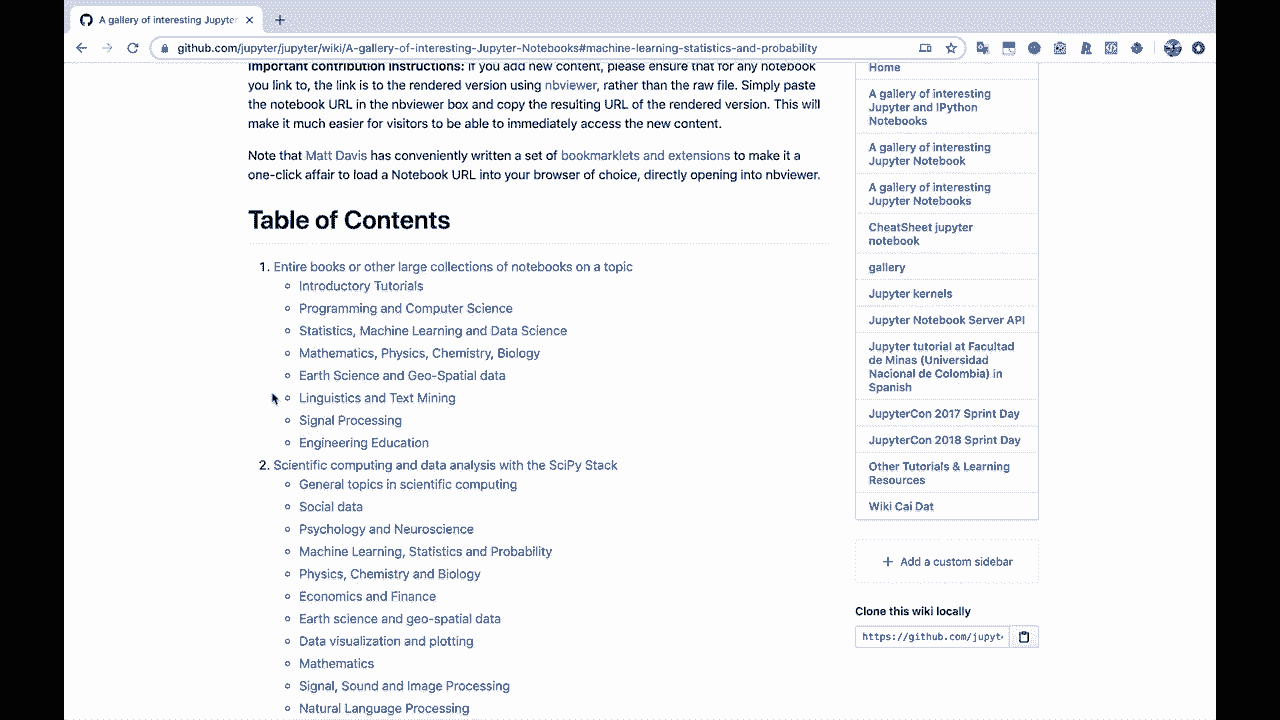 A gallery of interesting Jupyter
github.com/jupyter/jupyter/wiki/A-gallery-of-interesting-Jupyter-Notebooks#machine-learning-statistics-and-probability
Important contribution instructions: If you add new content, please ensure that for any notebook
you link to, the link is to the rendered version using nbviewer, rather than the raw file. Simply paste
the notebook URL in the nbviewer box and copy the resulting URL of the rendered version. This will
make it much easier for visitors to be able to immediately access the new content.
Note that Matt Davis has conveniently written a set of bookmarklets and extensions to make it a
one-click affair to load a Notebook URL into your browser of choice, directly opening into nbviewer.
Table of Contents
1. Entire books or other large collections of notebooks on a topic
Introductory Tutorials
Programming and Computer Science
Statistics, Machine Learning and Data Science
Mathematics, Physics, Chemistry, Biology
Earth Science and Geo-Spatial data
Linguistics and Text Mining
Signal Processing
Engineering Education
2. Scientific computing and data analysis with the SciPy Stack
General topics in scientific computing
Social data
Psychology and Neuroscience
Machine Learning, Statistics and Probability
Physics, Chemistry and Biology
Economics and Finance
Earth science and geo-spatial data
Data visualization and plotting
Mathematics
Signal, Sound and Image Processing
Natural Language Processing
Home
A gallery of interesting
Jupyter and IPython
Notebooks
A gallery of interesting
Jupyter Notebook
A gallery of interesting
Jupyter Notebooks
CheatSheet jupyter
notebook
gallery
Jupyter kernels
Jupyter Notebook Server API
Jupyter tutorial at Facultad
de Minas (Universidad
Nacional de Colombia) in
Spanish
JupyterCon 2017 Sprint Day
JupyterCon 2018 Sprint Day
Other Tutorials & Learning
Resources
Wiki Cai Dat
+ Add a custom sidebar
Clone this wiki locally
https://github.com/jupyt